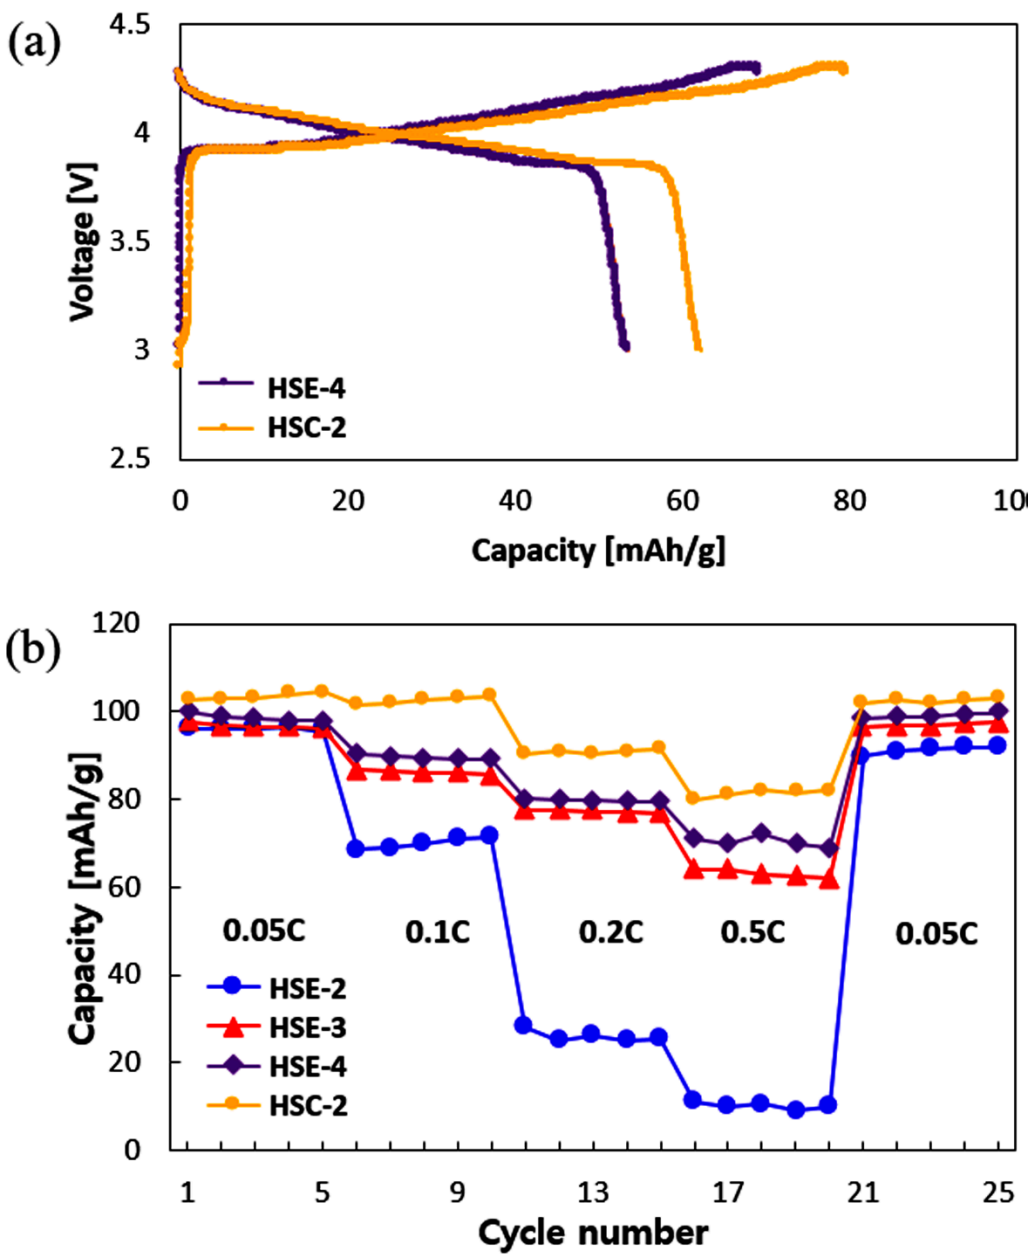 (a)
4.5
4
3.5
3
2.5
Voltage [V]
HSE-4
HSC-2
0 20 40 60 80 100
Capacity [mAh/g]
(b)
120
100
80
60
40
20
0
Capacity [mAh/g]
0.05C 0.1C 0.2C 0.5C 0.05C
HSE-2
HSE-3
HSE-4
HSC-2
1 5 9 13 17 21 25
Cycle number